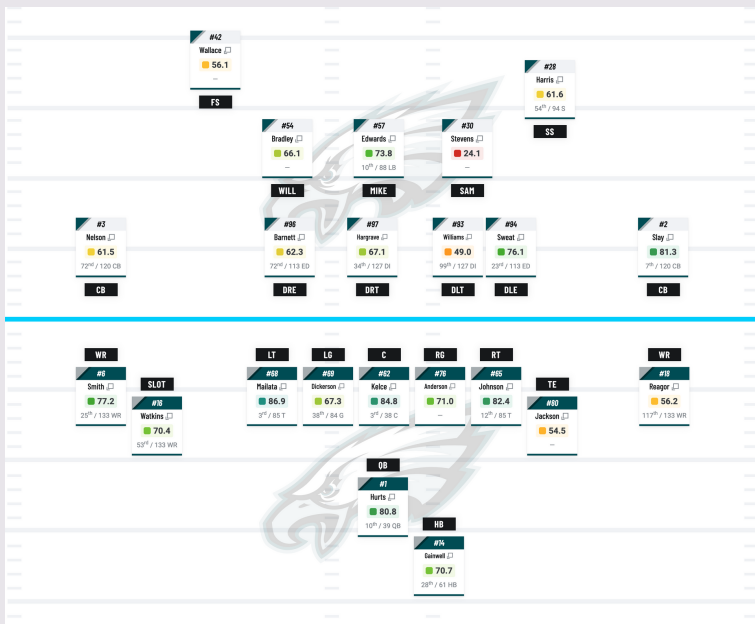 #42
Wallace
56.1
–
FS
#28
Harris
61.6
54th / 94 S
SS
#54
Bradley
66.1
–
WILL
#57
Edwards
73.8
10th / 88 LB
MIKE
#30
Stevens
24.1
–
SAM
#3
Nelson
61.5
72nd / 120 CB
CB
#96
Barnett
62.3
72nd / 113 ED
DRE
#97
Hargrave
67.1
34th / 127 DI
DRT
#93
Williams
49.0
99th / 127 DI
DLT
#94
Sweat
76.1
23rd / 113 ED
DLE
#2
Slay
81.3
7th / 120 CB
CB
WR
#6
Smith
77.2
25th / 133 WR
SLOT
#16
Watkins
70.4
53rd / 133 WR
LT
#68
Mailata
86.9
3rd / 85 T
LG
#69
Dickerson
67.3
38th / 84 G
C
#62
Kelce
84.8
3rd / 38 C
RG
#76
Anderson
71.0
–
RT
#65
Johnson
82.4
12th / 85 T
TE
#80
Jackson
54.5
–
WR
#18
Reagor
56.2
117th / 133 WR
QB
#1
Hurts
80.8
10th / 39 QB
HB
#14
Gainwell
70.7
28th / 61 HB